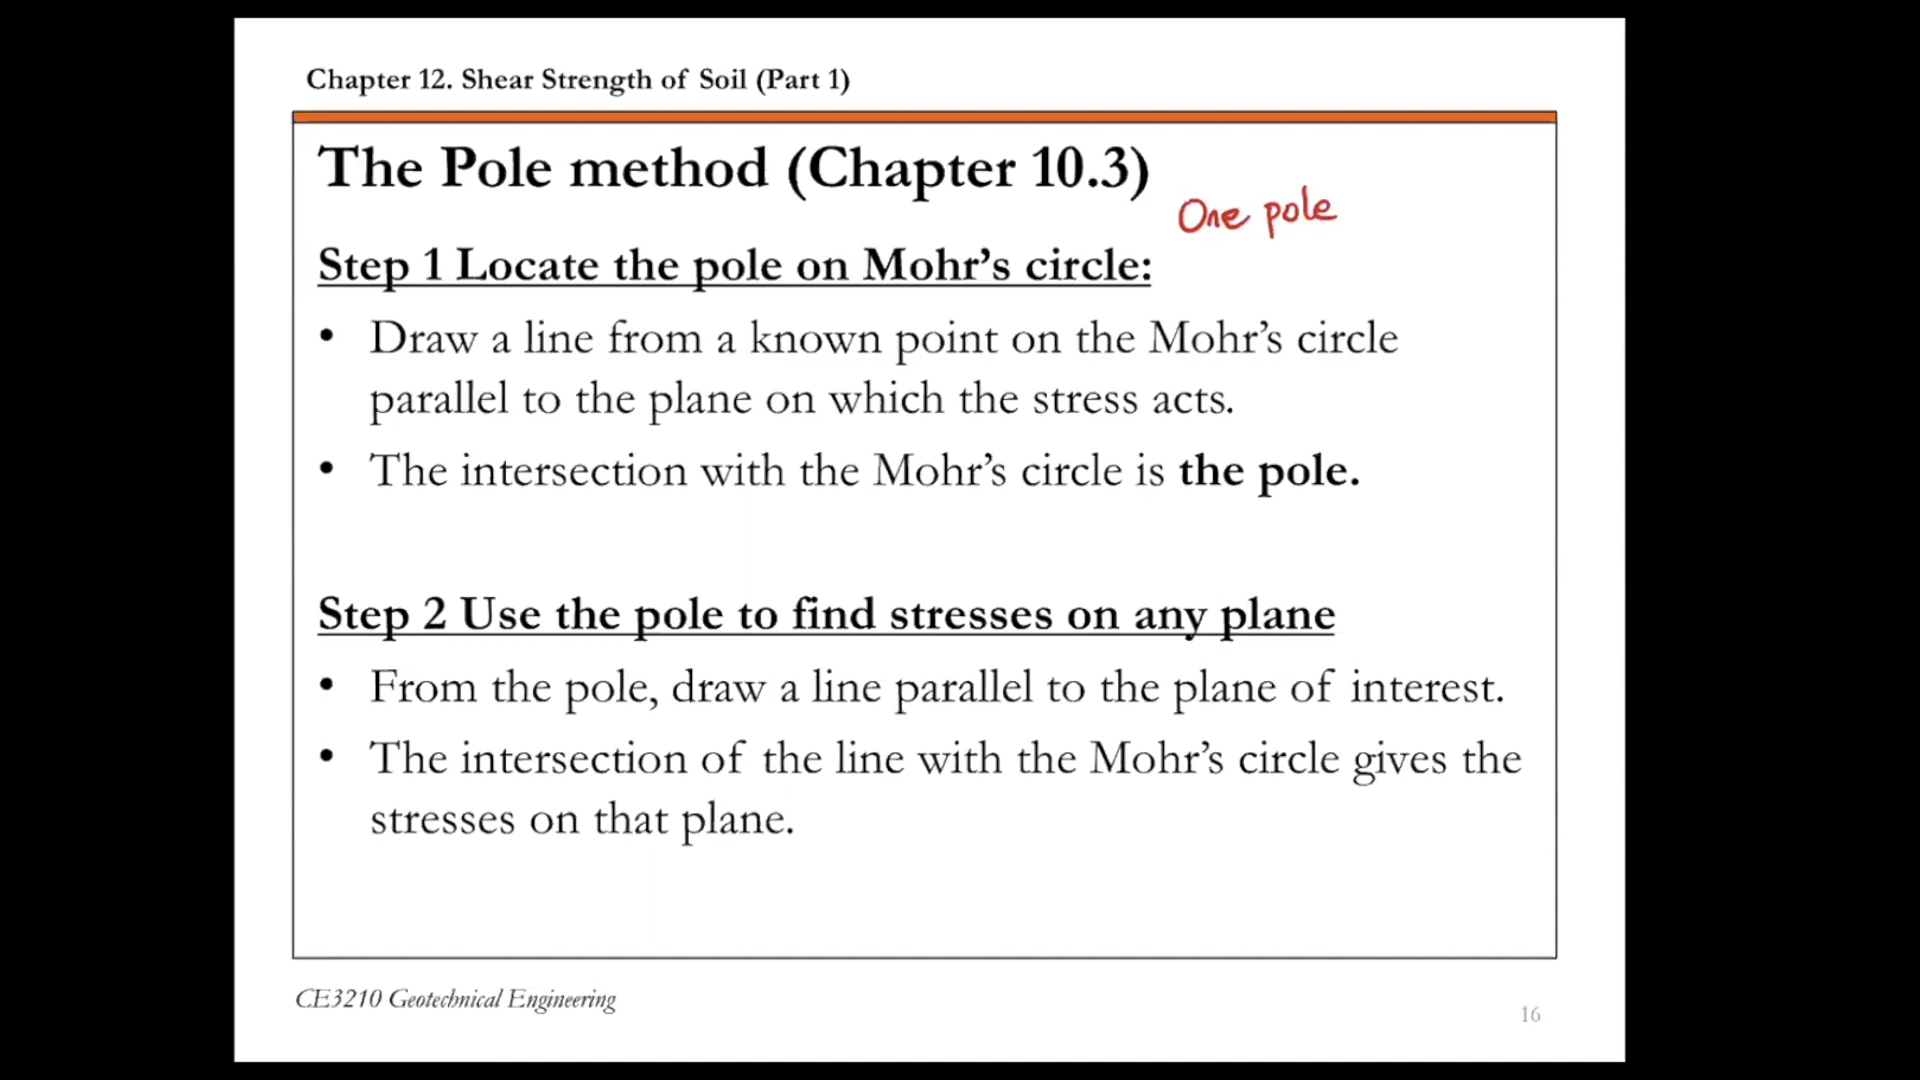 Chapter 12. Shear Strength of Soil (Part 1)
The Pole method (Chapter 10.3)
One pole
Step 1 Locate the pole on Mohr’s circle:
• Draw a line from a known point on the Mohr’s circle
parallel to the plane on which the stress acts.
• The intersection with the Mohr’s circle is the pole.
Step 2 Use the pole to find stresses on any plane
• From the pole, draw a line parallel to the plane of interest.
• The intersection of the line with the Mohr’s circle gives the
stresses on that plane.
CE3210 Geotechnical Engineering
16